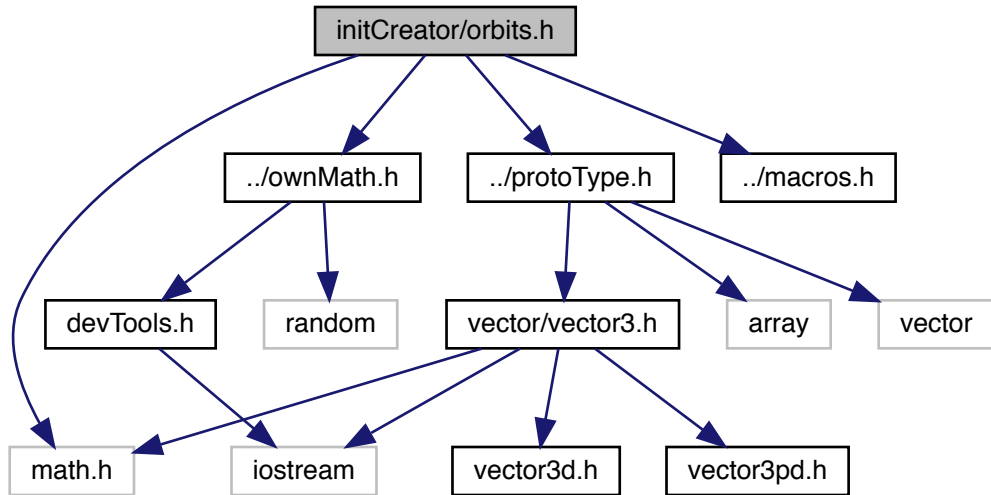 initCreator/orbits.h
../ownMath.h
../protoType.h
../macros.h
devTools.h
random
vector/vector3.h
array
vector
math.h
iostream
vector3d.h
vector3pd.h